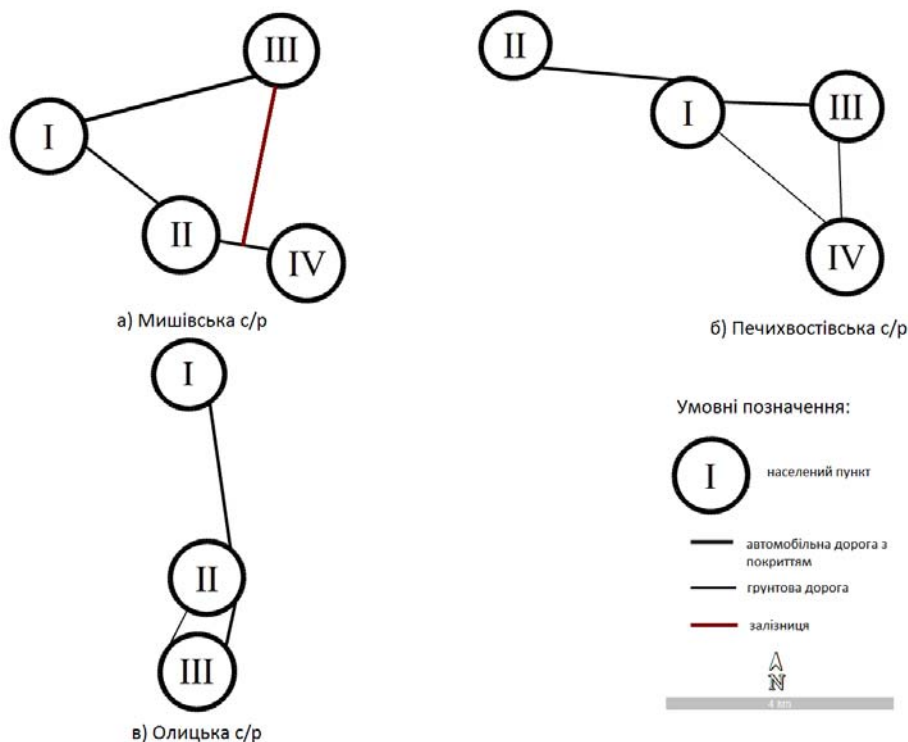 III
II
I
III
I
II
IV
IV
а) Мишівська с/р
б) Печихвостівська с/р
I
Умовні позначення:
I
населений пункт
II
автомобільна дорога з
покриттям
грунтова дорога
III
залізниця
N
4 km
в) Олицька с/р